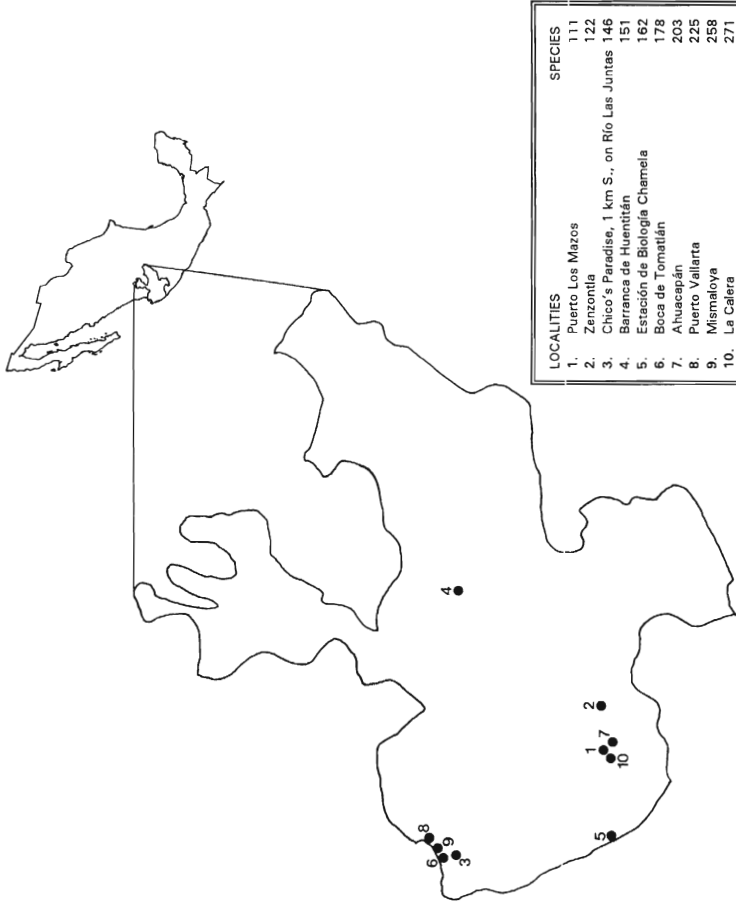 LOCALITIES SPECIES
1. Puerto Los Mazos 111
2. Zenzontla 122
3. Chico's Paradise, 1 km S., on Río Las Juntas 146
4. Barranca de Huentitán 151
5. Estación de Biología Chamela 162
6. Boca de Tomatlán 178
7. Ahuacapán 203
8. Puerto Vallarta 225
9. Mismaloya 258
10. La Calera 271
4
2
1
7
10
5
8
9
6
3